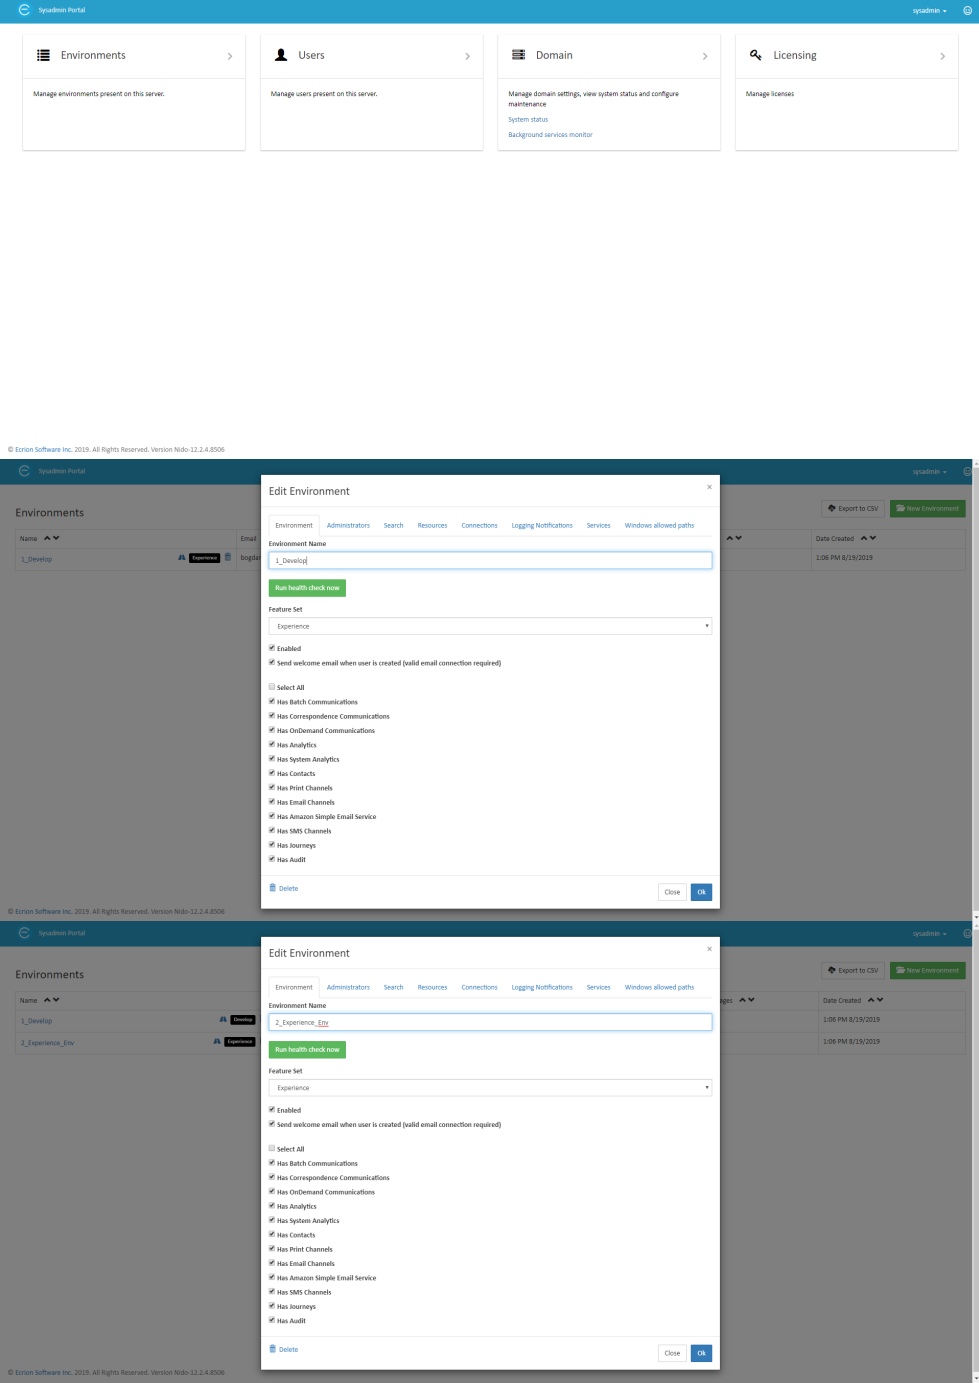 Sysadmin Portal
sysadmin
Environments
Users
Domain
Licensing
Manage environments present on this server.
Manage users present on this server.
Manage domain settings, view system status and configure
maintenance
System status
Background services monitor
Manage licenses
© Ecrion Software Inc. 2019. All Rights Reserved. Version Nido-12.2.4.8506
Sysadmin Portal
sysadmin
Environments
Export to CSV
New Environment
Name
Email
Date Created
1_Develop
Experience
bogdan
1:06 PM 8/19/2019
Edit Environment
×
Environment Administrators Search Resources Connections Logging Notifications Services Windows allowed paths
Environment Name
1_Develop
Run health check now
Feature Set
Experience
Enabled
Send welcome email when user is created (valid email connection required)
Select All
Has Batch Communications
Has Correspondence Communications
Has OnDemand Communications
Has Analytics
Has System Analytics
Has Contacts
Has Print Channels
Has Email Channels
Has Amazon Simple Email Service
Has SMS Channels
Has Journeys
Has Audit
Delete
Close
Ok
© Ecrion Software Inc. 2019. All Rights Reserved. Version Nido-12.2.4.8506
Sysadmin Portal
sysadmin
Environments
Export to CSV
New Environment
Name
ages
Date Created
1_Develop
Develop
1:06 PM 8/19/2019
2_Experience_Env
Experience
1:06 PM 8/19/2019
Edit Environment
×
Environment Administrators Search Resources Connections Logging Notifications Services Windows allowed paths
Environment Name
2_Experience_Env
Run health check now
Feature Set
Experience
Enabled
Send welcome email when user is created (valid email connection required)
Select All
Has Batch Communications
Has Correspondence Communications
Has OnDemand Communications
Has Analytics
Has System Analytics
Has Contacts
Has Print Channels
Has Email Channels
Has Amazon Simple Email Service
Has SMS Channels
Has Journeys
Has Audit
Delete
Close
Ok
© Ecrion Software Inc. 2019. All Rights Reserved. Version Nido-12.2.4.8506